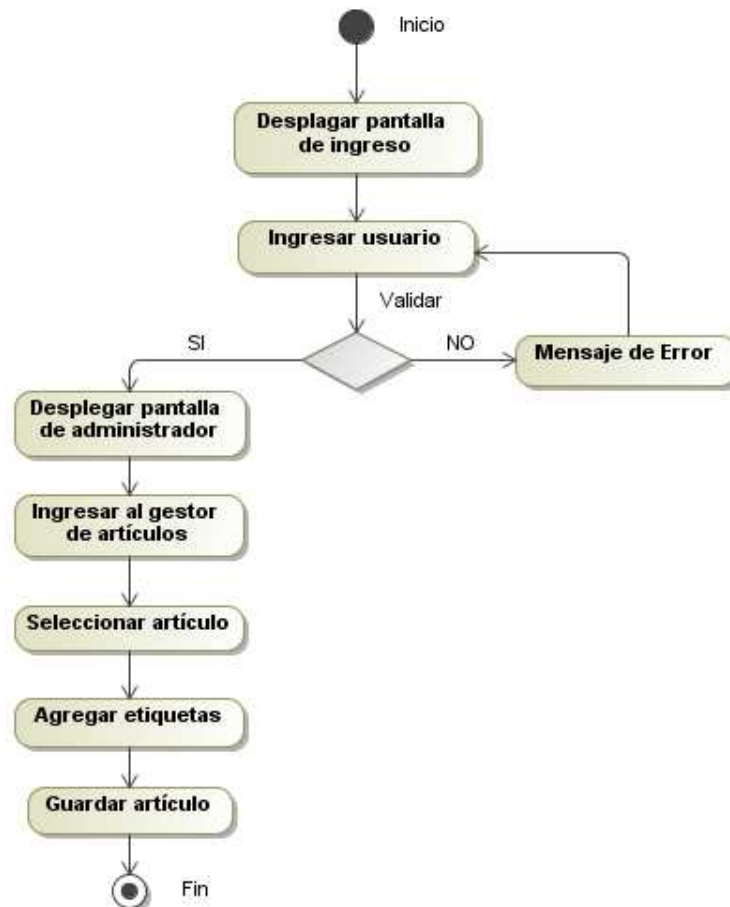 Inicio
Desplagar pantalla
de ingreso
Ingresar usuario
Validar
SI
NO
Mensaje de Error
Desplegar pantalla
de administrador
Ingresar al gestor
de artículos
Seleccionar artículo
Agregar etiquetas
Guardar artículo
Fin